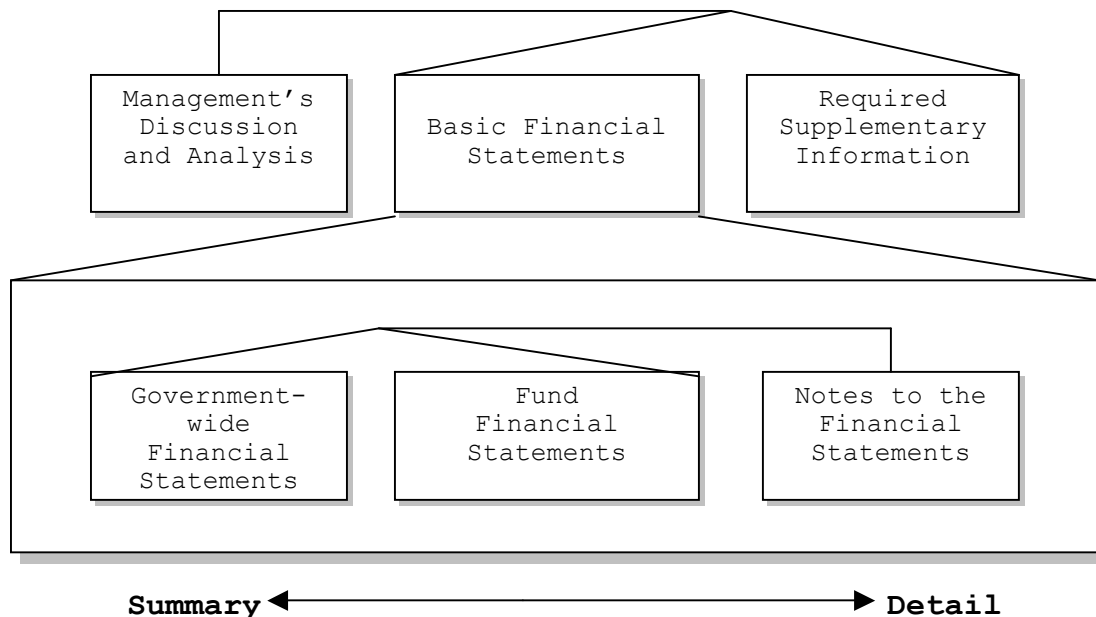 Management’s
Discussion
and Analysis
Basic Financial
Statements
Required
Supplementary
Information
Government-
wide
Financial
Statements
Fund
Financial
Statements
Notes to the
Financial
Statements
Summary
Detail